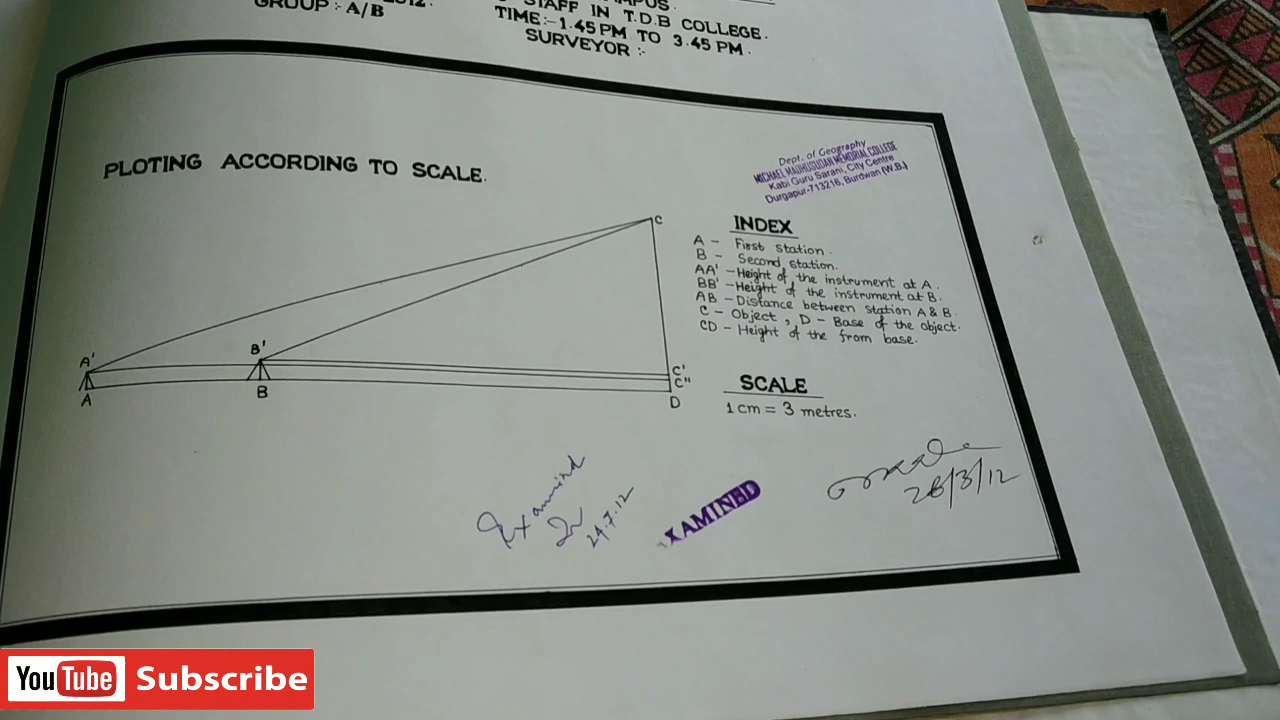 GROUP :- A/B
STAFF IN T.D.B COLLEGE.
TIME:-1.45 PM TO 3.45 PM.
SURVEYOR :-
PLOTING ACCORDING TO SCALE.
Dept. of Geography
MICHAEL MADHUSUDAN MEMORIAL COLLEGE
Kabi Guru Sarani, City Centre
Durgapur-713216, Burdwan (W.B.)
INDEX
A - First station.
B - Second station.
AA' - Height of the instrument at A.
BB' - Height of the instrument at B.
AB - Distance between station A & B.
C - Object, D - Base of the object.
CD - Height of the from base.
C
A'
B'
C'
C"
A
B
D
SCALE
1cm = 3 metres.
Examined
24.7.12
XAMINED
26/3/12
YouTube Subscribe